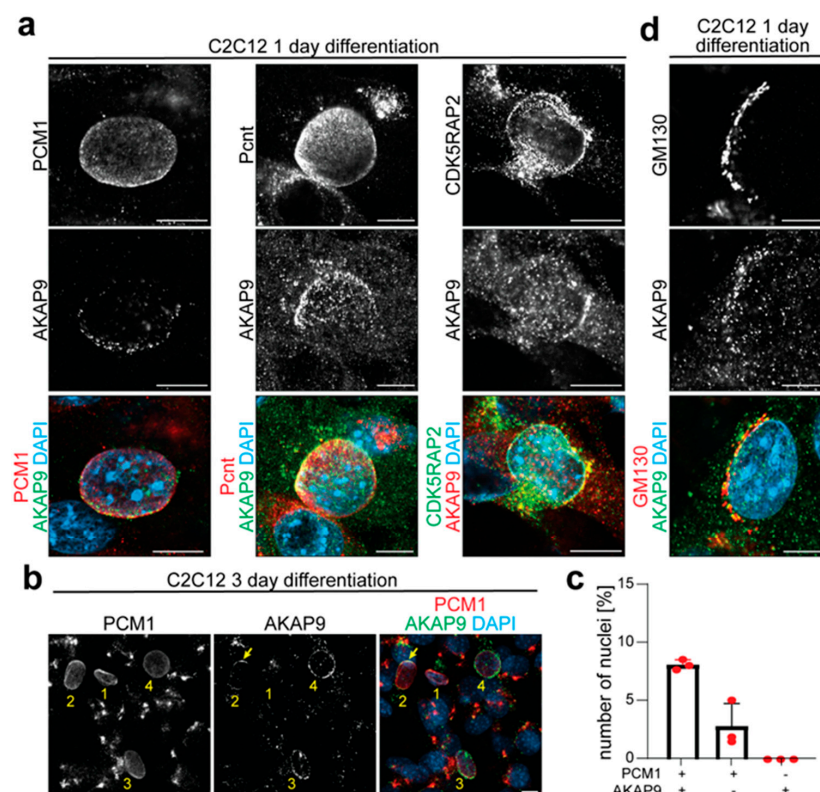 a
C2C12 1 day differentiation
PCM1
Pcnt
CDK5RAP2
AKAP9
AKAP9
AKAP9
PCM1
AKAP9 DAPI
Pcnt
AKAP9 DAPI
CDK5RAP2
AKAP9 DAPI
d
C2C12 1 day
differentiation
GM130
AKAP9
GM130
AKAP9 DAPI
b
C2C12 3 day differentiation
PCM1
AKAP9
PCM1
AKAP9 DAPI
2
1
4
3
2
1
4
3
2
1
4
3
c
number of nuclei [%]
15
10
5
0
PCM1 + + -
AKAP9 + - +